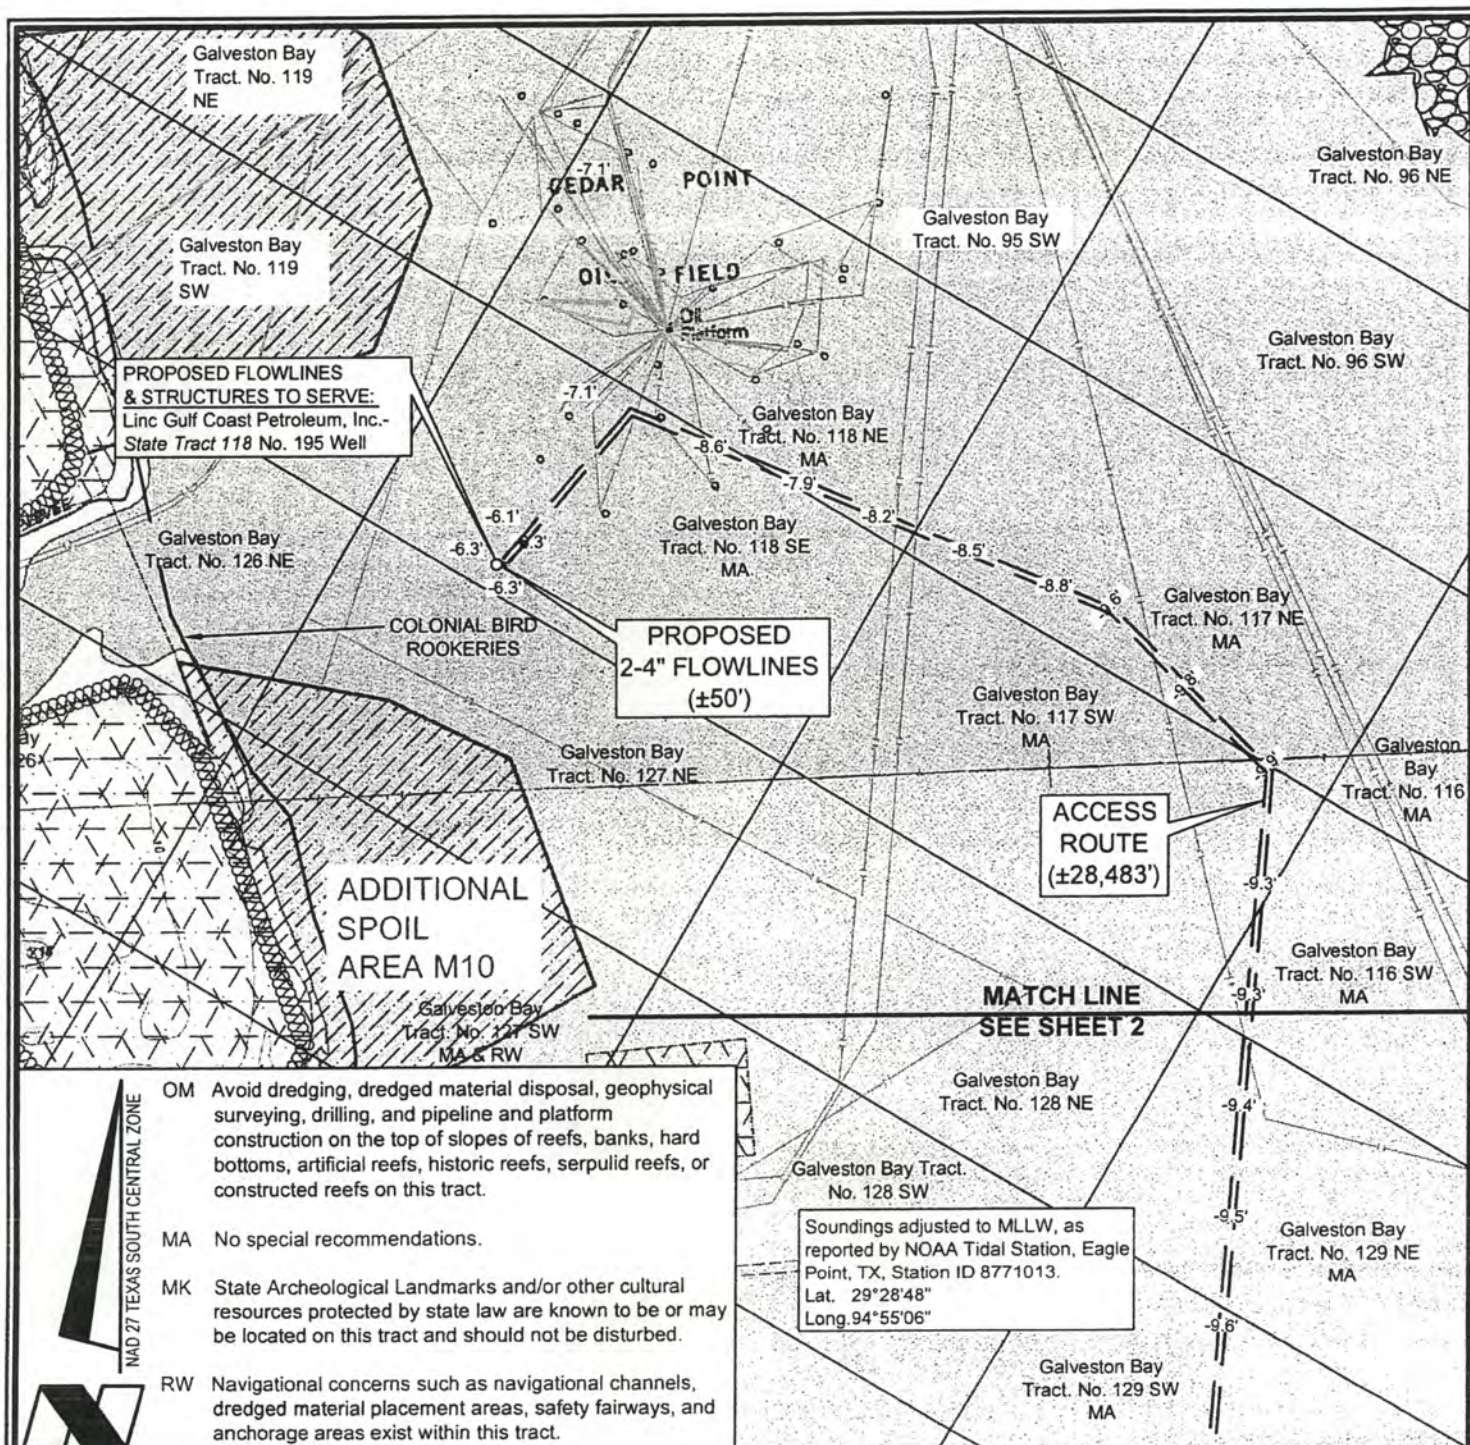 Galveston Bay
Tract. No. 119
NE
Galveston Bay
Tract. No. 96 NE
-7.1'
CEDAR POINT
Galveston Bay
Tract. No. 95 SW
Galveston Bay
Tract. No. 119
SW
FIELD
Oil
Galveston Bay
Tract. No. 96 SW
PROPOSED FLOWLINES
& STRUCTURES TO SERVE:
Linc Gulf Coast Petroleum, Inc.-
State Tract 118 No. 195 Well
-7.1'
Galveston Bay
Tract. No. 118 NE
MA
-8.6'
-7.9'
-8.2'
-8.5'
-8.8'
-6.1'
-6.3'
-6.3'
Galveston Bay
Tract. No. 118 SE
MA
Galveston Bay
Tract. No. 126 NE
COLONIAL BIRD
ROOKERIES
PROPOSED
2-4" FLOWLINES
(±50')
Galveston Bay
Tract. No. 117 NE
MA
-9.8'
Galveston Bay
Tract. No. 117 SW
MA
Galveston Bay
Tract. No. 127 NE
Galveston
Bay
Tract. No. 116
MA
ACCESS
ROUTE
(±28,483')
-9.3'
ADDITIONAL
SPOIL
AREA M10
Galveston Bay
Tract. No. 116 SW
MA
-9.3'
Galveston Bay
Tract. No. 127 SW
MA & RW
MATCH LINE
SEE SHEET 2
Galveston Bay
Tract. No. 128 NE
-9.4'
Galveston Bay Tract.
No. 128 SW
-9.5'
Galveston Bay
Tract. No. 129 NE
MA
Soundings adjusted to MLLW, as
reported by NOAA Tidal Station, Eagle
Point, TX, Station ID 8771013.
Lat. 29°28'48"
Long.94°55'06"
-9.6'
Galveston Bay
Tract. No. 129 SW
MA
NAD 27 TEXAS SOUTH CENTRAL ZONE
OM Avoid dredging, dredged material disposal, geophysical
surveying, drilling, and pipeline and platform
construction on the top of slopes of reefs, banks, hard
bottoms, artificial reefs, historic reefs, serpulid reefs, or
constructed reefs on this tract.
MA No special recommendations.
MK State Archeological Landmarks and/or other cultural
resources protected by state law are known to be or may
be located on this tract and should not be disturbed.
RW Navigational concerns such as navigational channels,
dredged material placement areas, safety fairways, and
anchorage areas exist within this tract.